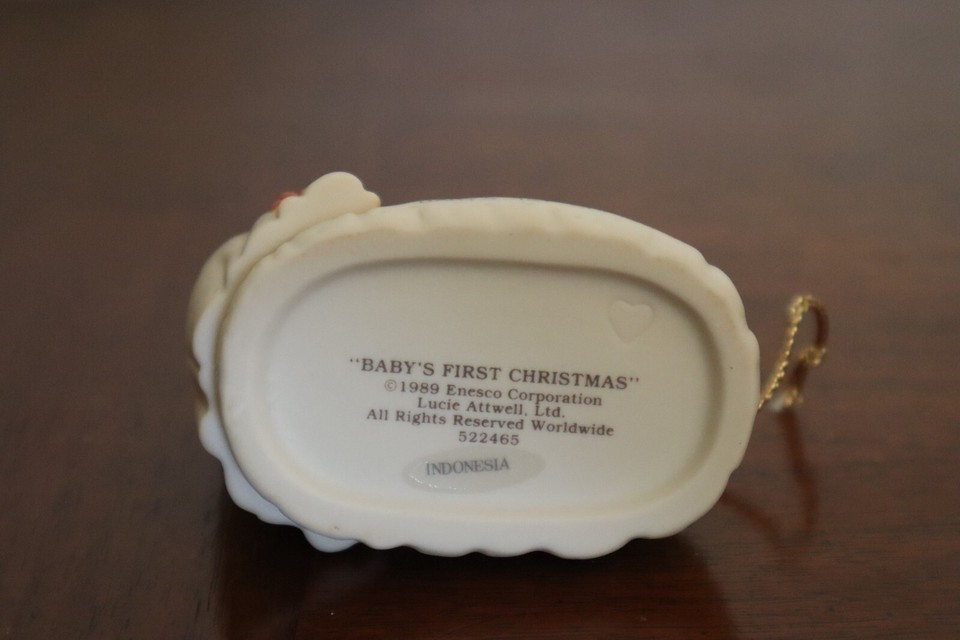 "BABY'S FIRST CHRISTMAS"
©1989 Enesco Corporation
Lucie Attwell, Ltd.
All Rights Reserved Worldwide
522465
INDONESIA